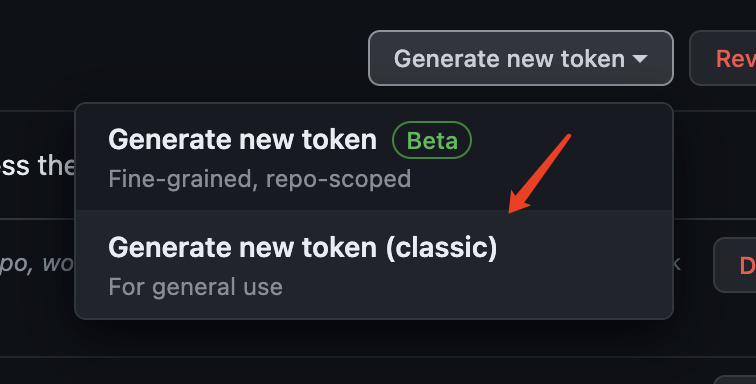 Generate new token
Rev
ess the
Generate new token Beta
Fine-grained, repo-scoped
Generate new token (classic)
po, wo
k
D
For general use